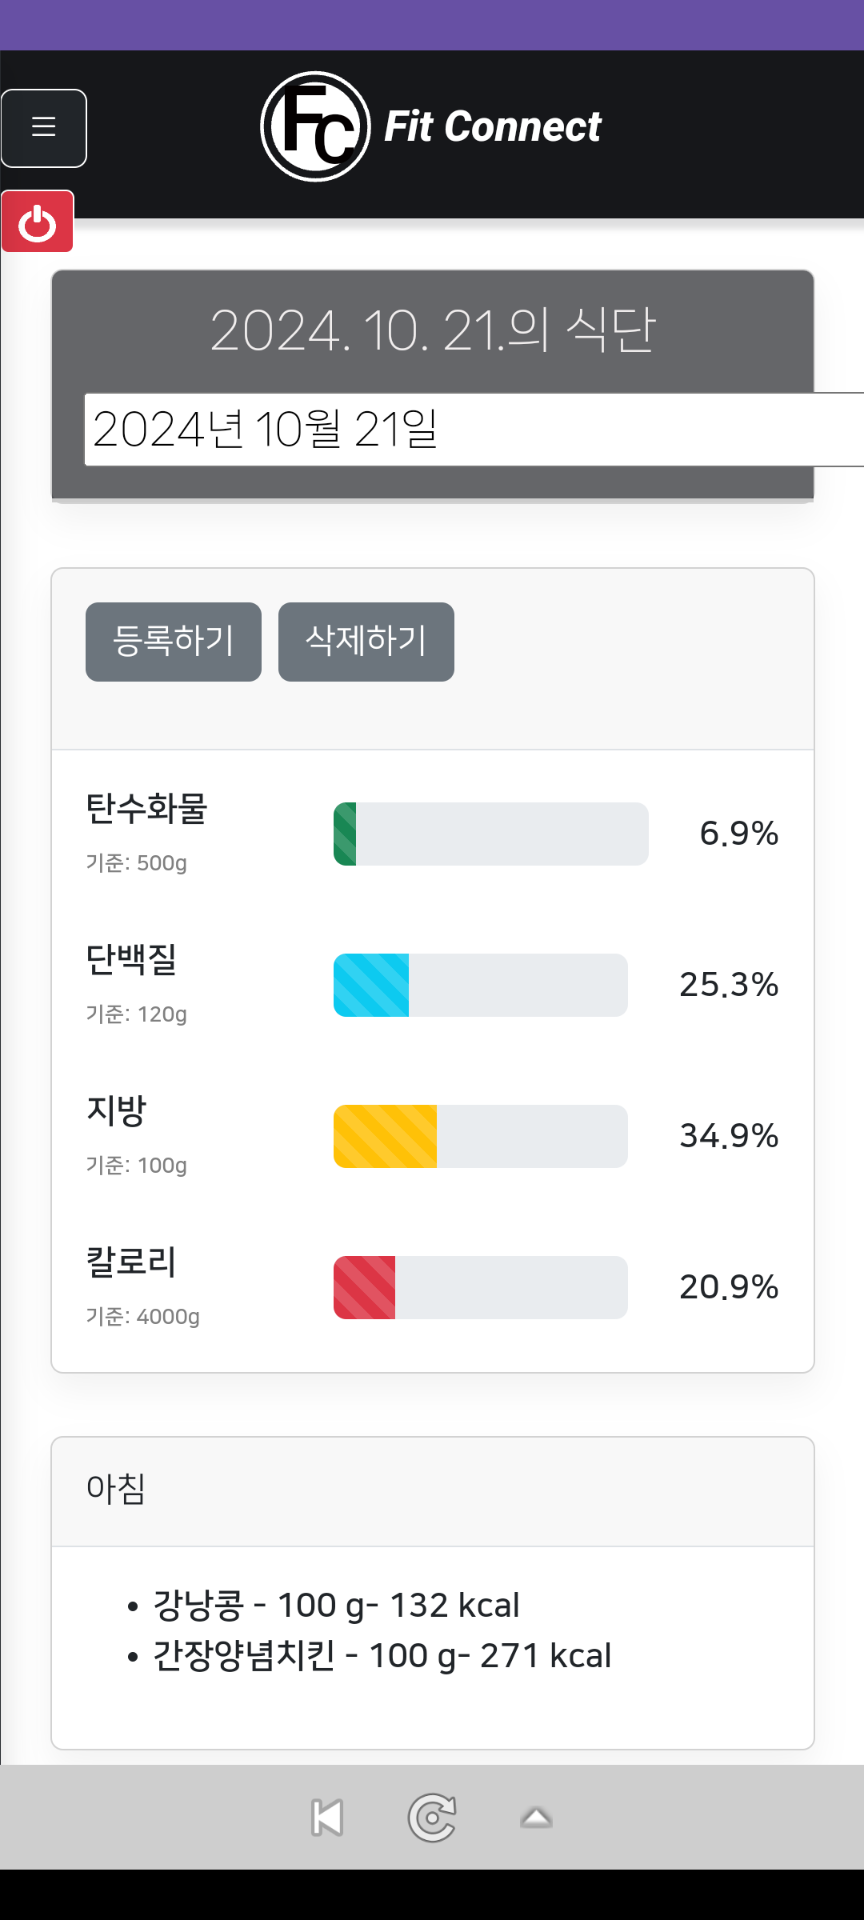 Fc Fit Connect
2024. 10. 21.의 식단
2024년 10월 21일
등록하기 삭제하기
탄수화물
기준: 500g
6.9%
단백질
기준: 120g
25.3%
지방
기준: 100g
34.9%
칼로리
기준: 4000g
20.9%
아침
• 강낭콩 - 100 g- 132 kcal
• 간장양념치킨 - 100 g- 271 kcal